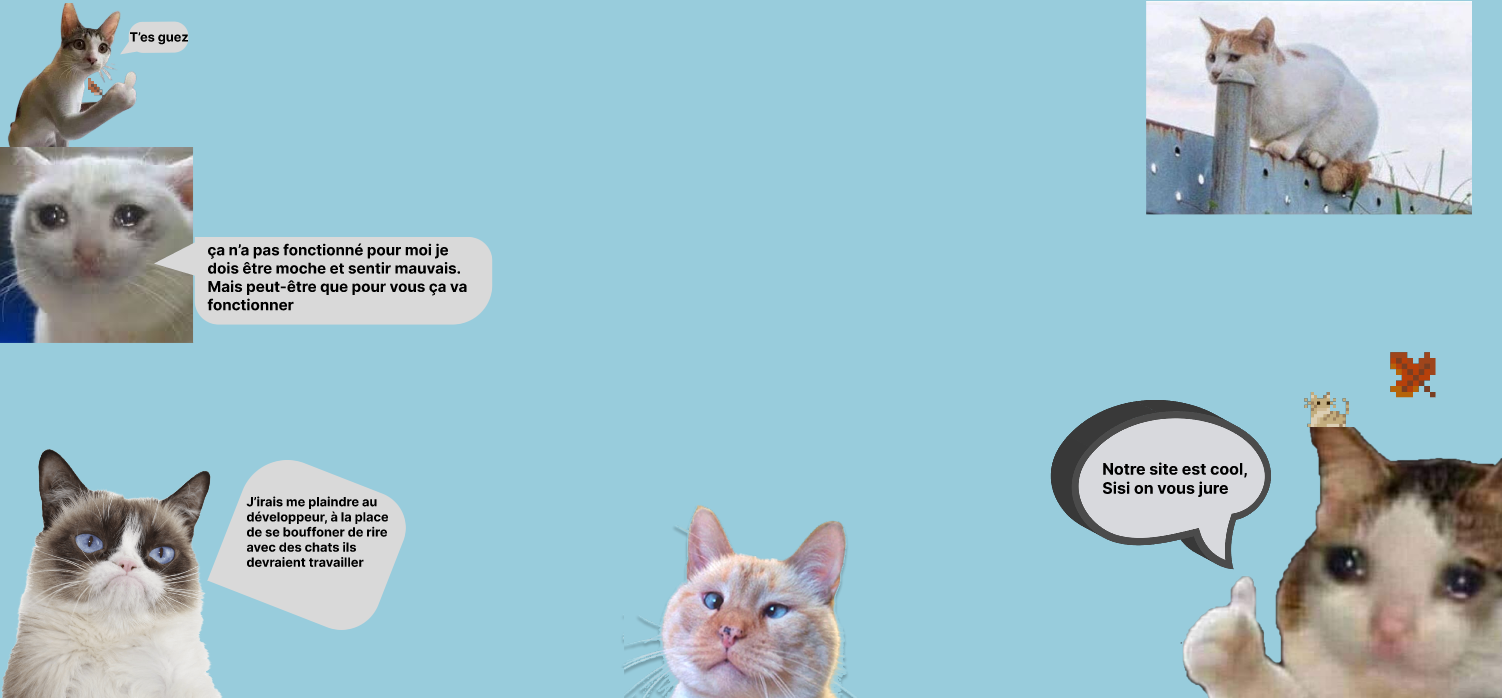 T'es guez
ça n'a pas fonctionné pour moi je
dois être moche et sentir mauvais.
Mais peut-être que pour vous ça va
fonctionner
Notre site est cool,
Sisi on vous jure
J'irais me plaindre au
développeur, à la place
de se bouffoner de rire
avec des chats ils
devraient travailler